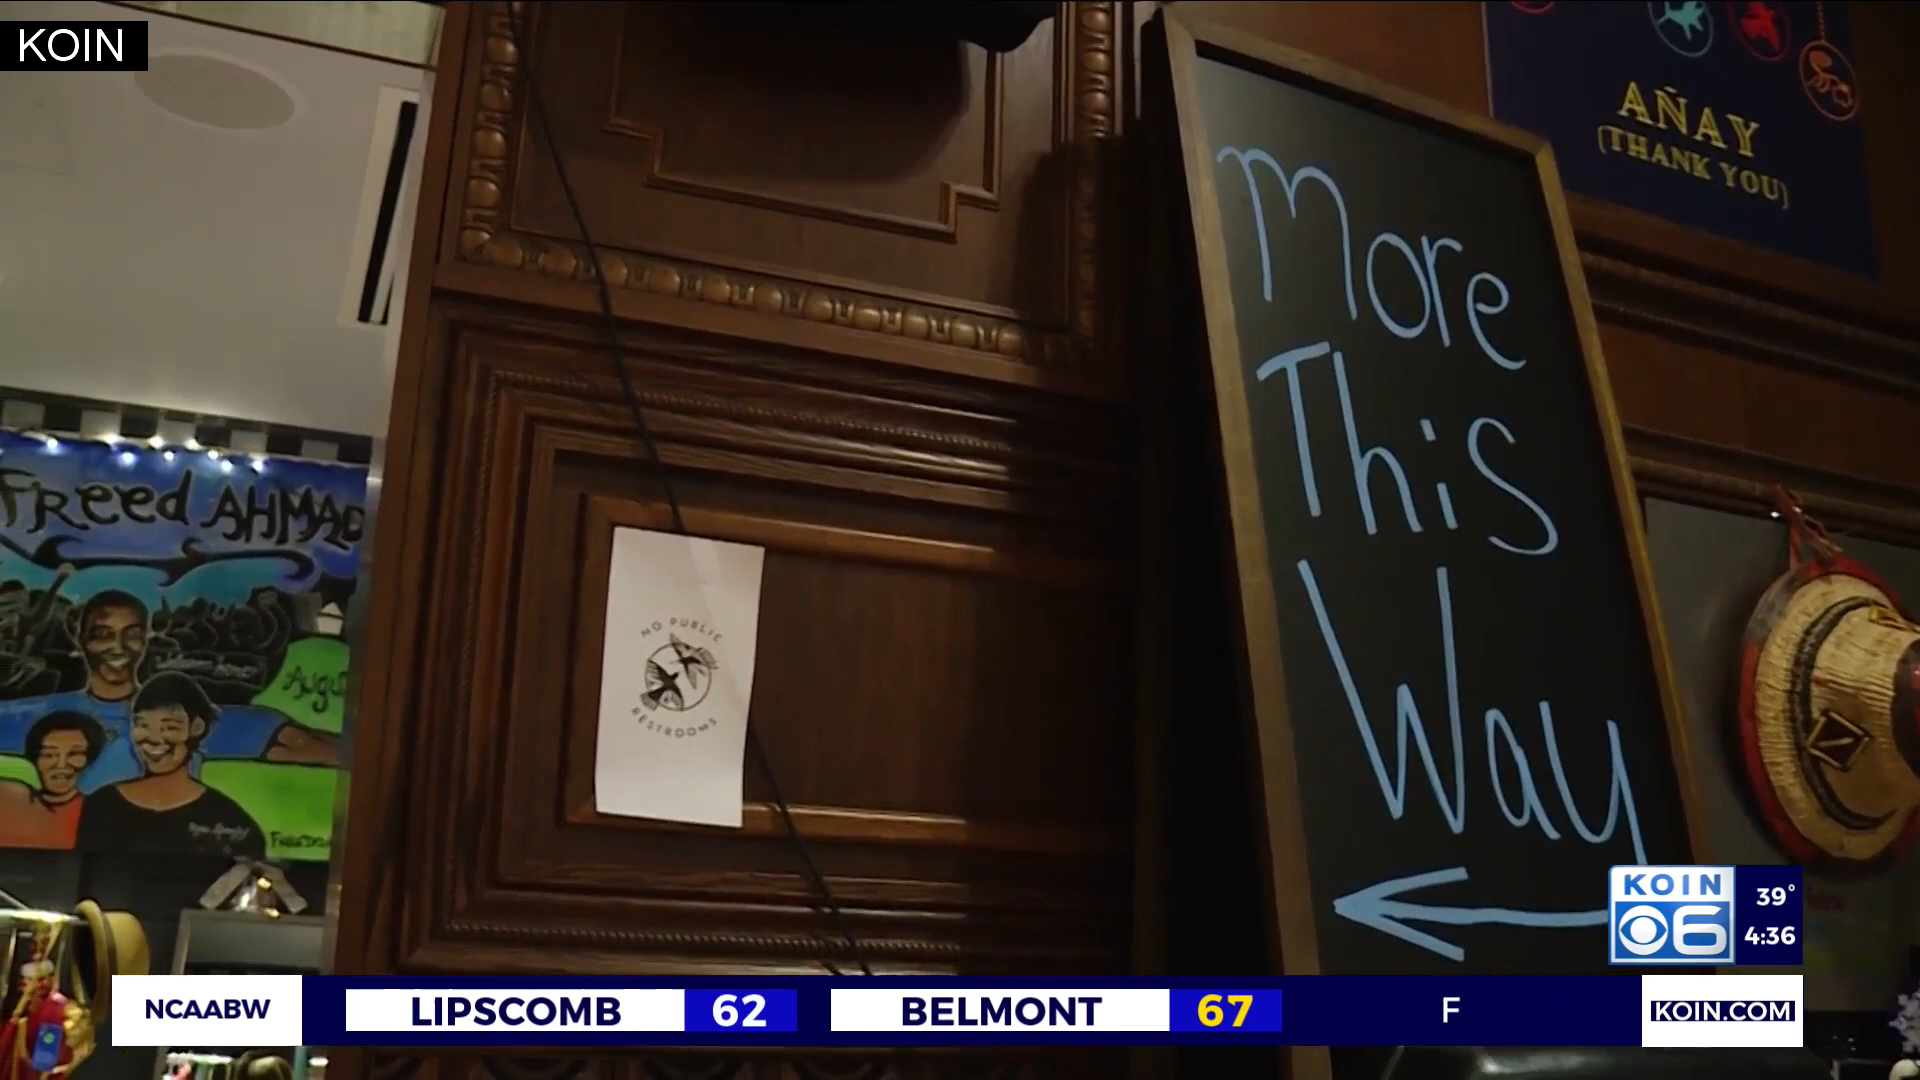 KOIN
AÑAY
(THANK YOU)
More
This
Way
FReed AHMAD
NO PUBLIC
RESTROOMS
KOIN
6
39°
4:36
NCAABW LIPSCOMB 62 BELMONT 67 F KOIN.COM